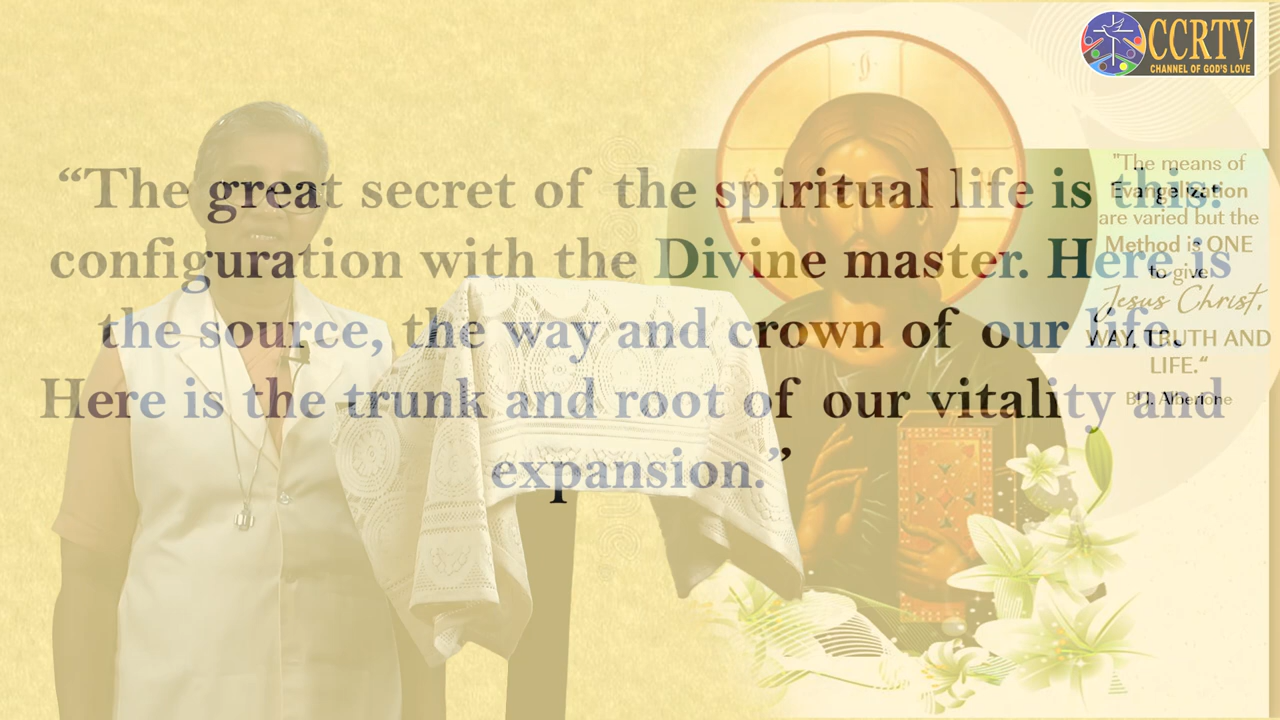 CCRTV
CHANNEL OF GOD'S LOVE
“The great secret of the spiritual life is this:
configuration with the Divine master. Here is
the source, the way and crown of our life.
Here is the trunk and root of our vitality and
expansion.”
"The means of
Evangelization
are varied but the
Method is ONE
to give
Jesus Christ,
WAY, TRUTH AND
LIFE.“
Bl J. Alberione